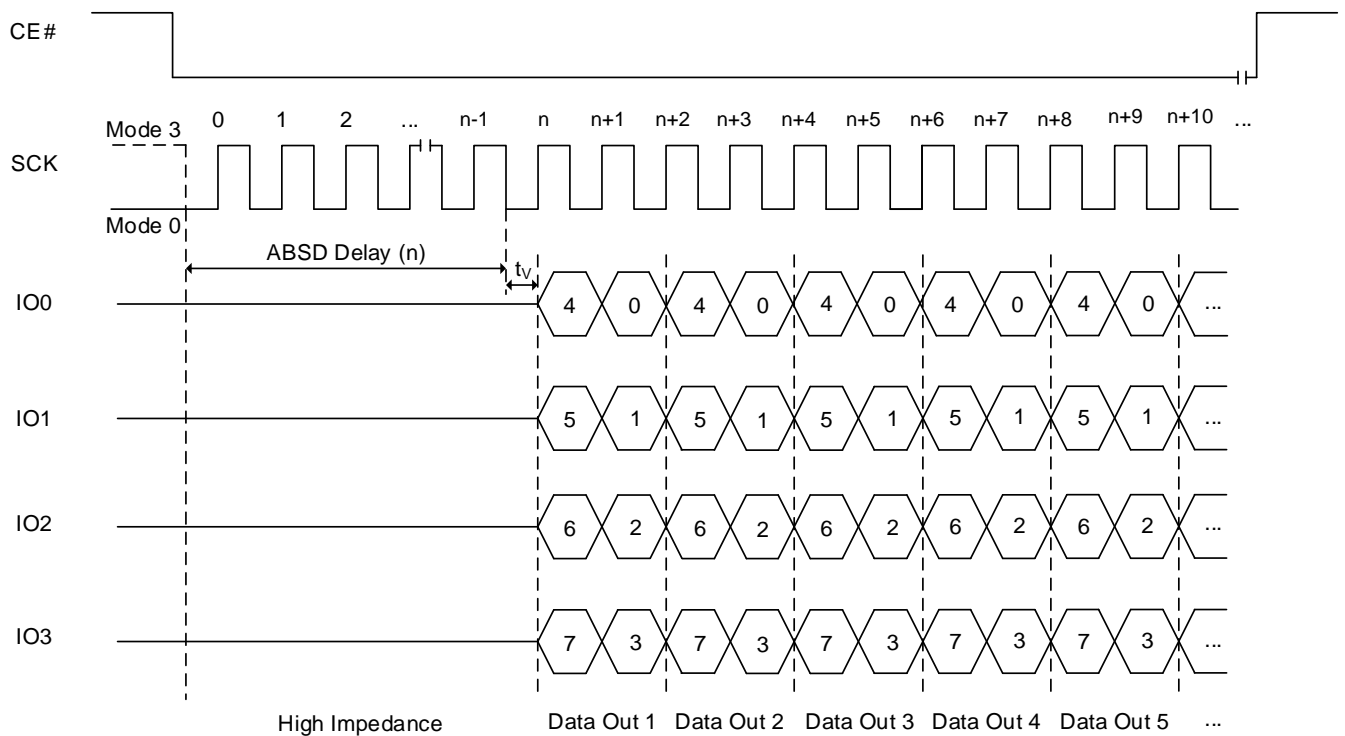 CE#
0 1 2 ... n-1 n n+1 n+2 n+3 n+4 n+5 n+6 n+7 n+8 n+9 n+10 ...
Mode 3
SCK
Mode 0
ABSD Delay (n)
tV
IO0 4 0 4 0 4 0 4 0 4 0 ...
IO1 5 1 5 1 5 1 5 1 5 1 ...
IO2 6 2 6 2 6 2 6 2 6 2 ...
IO3 7 3 7 3 7 3 7 3 7 3 ...
High Impedance Data Out 1 Data Out 2 Data Out 3 Data Out 4 Data Out 5 ...